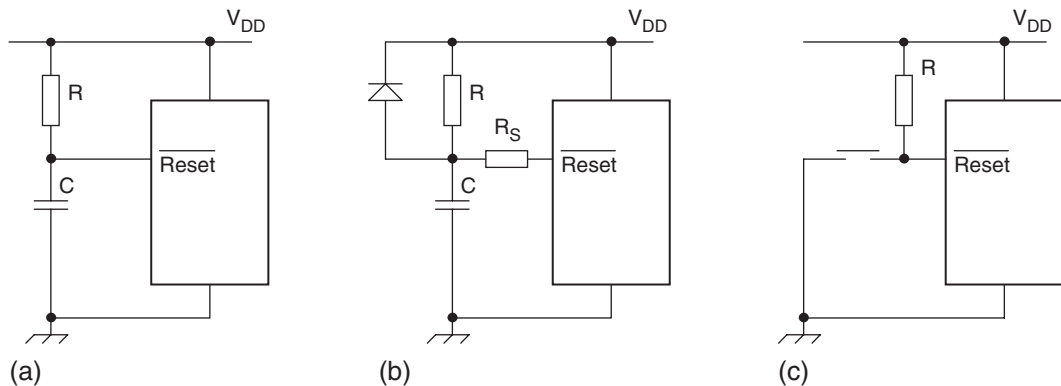 V_DD
R
Reset
C
(a)
V_DD
R
R_S
Reset
C
(b)
V_DD
R
Reset
(c)